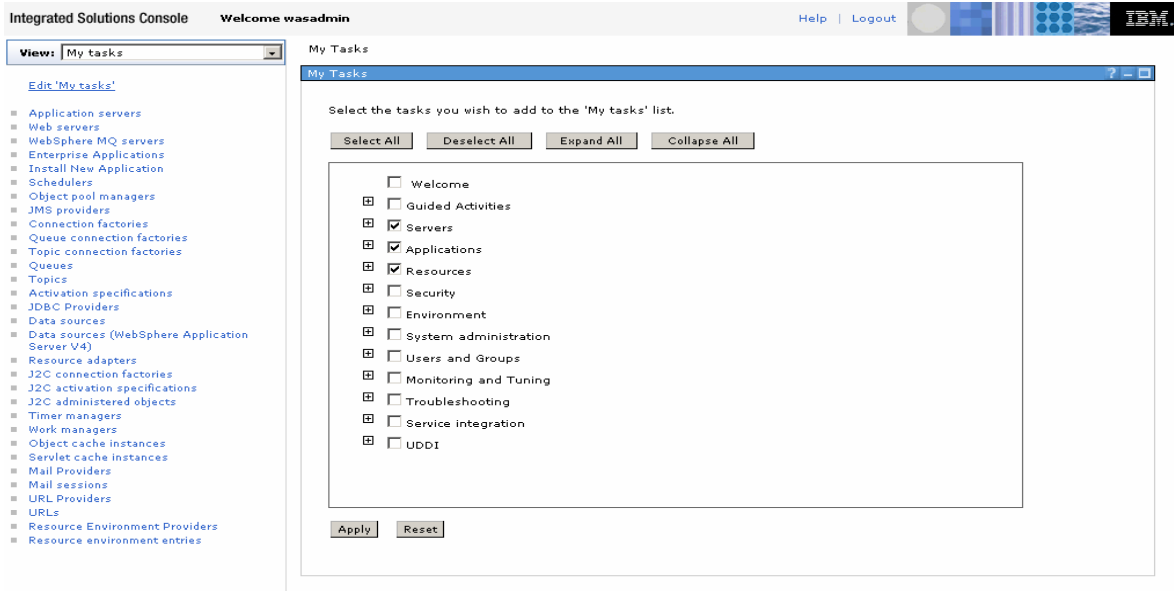 Integrated Solutions Console Welcome wasadmin Help | Logout IBM.
View: My tasks
Edit 'My tasks'
Application servers
Web servers
WebSphere MQ servers
Enterprise Applications
Install New Application
Schedulers
Object pool managers
JMS providers
Connection factories
Queue connection factories
Topic connection factories
Queues
Topics
Activation specifications
JDBC Providers
Data sources
Data sources (WebSphere Application
Server V4)
Resource adapters
J2C connection factories
J2C activation specifications
J2C administered objects
Timer managers
Work managers
Object cache instances
Servlet cache instances
Mail Providers
Mail sessions
URL Providers
URLs
Resource Environment Providers
Resource environment entries
My Tasks
My Tasks ?
Select the tasks you wish to add to the 'My tasks' list.
Select All Deselect All Expand All Collapse All
Welcome
Guided Activities
Servers
Applications
Resources
Security
Environment
System administration
Users and Groups
Monitoring and Tuning
Troubleshooting
Service integration
UDDI
Apply Reset